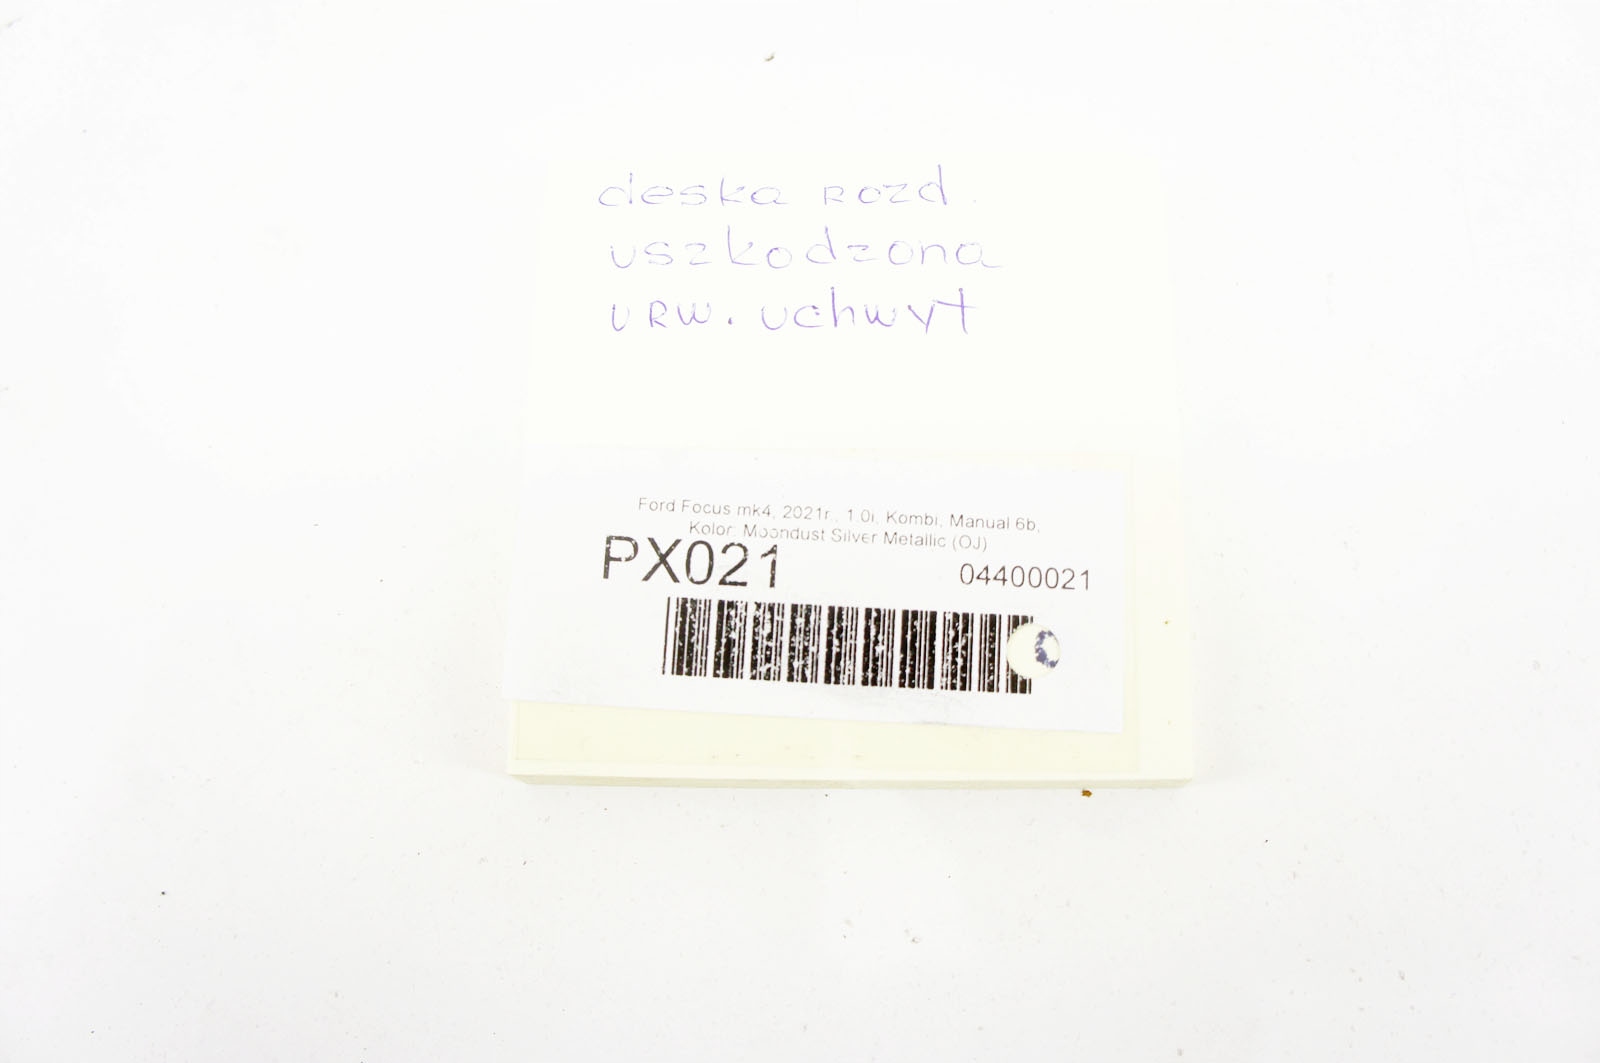 deska rozd.
uszkodzona
urw. uchwyt
Ford Focus mk4, 2021r., 1.0i, Kombi, Manual 6b,
Kolor: Moondust Silver Metallic (OJ)
PX021 04400021